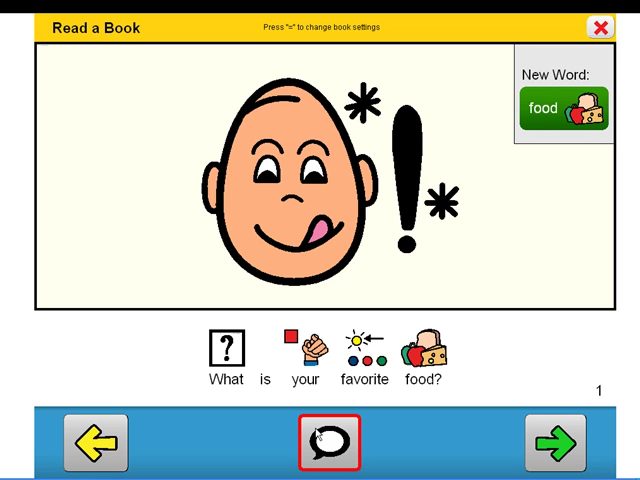 Read a Book
Press "=" to change book settings
New Word:
food
!
?
What is your favorite food?
1